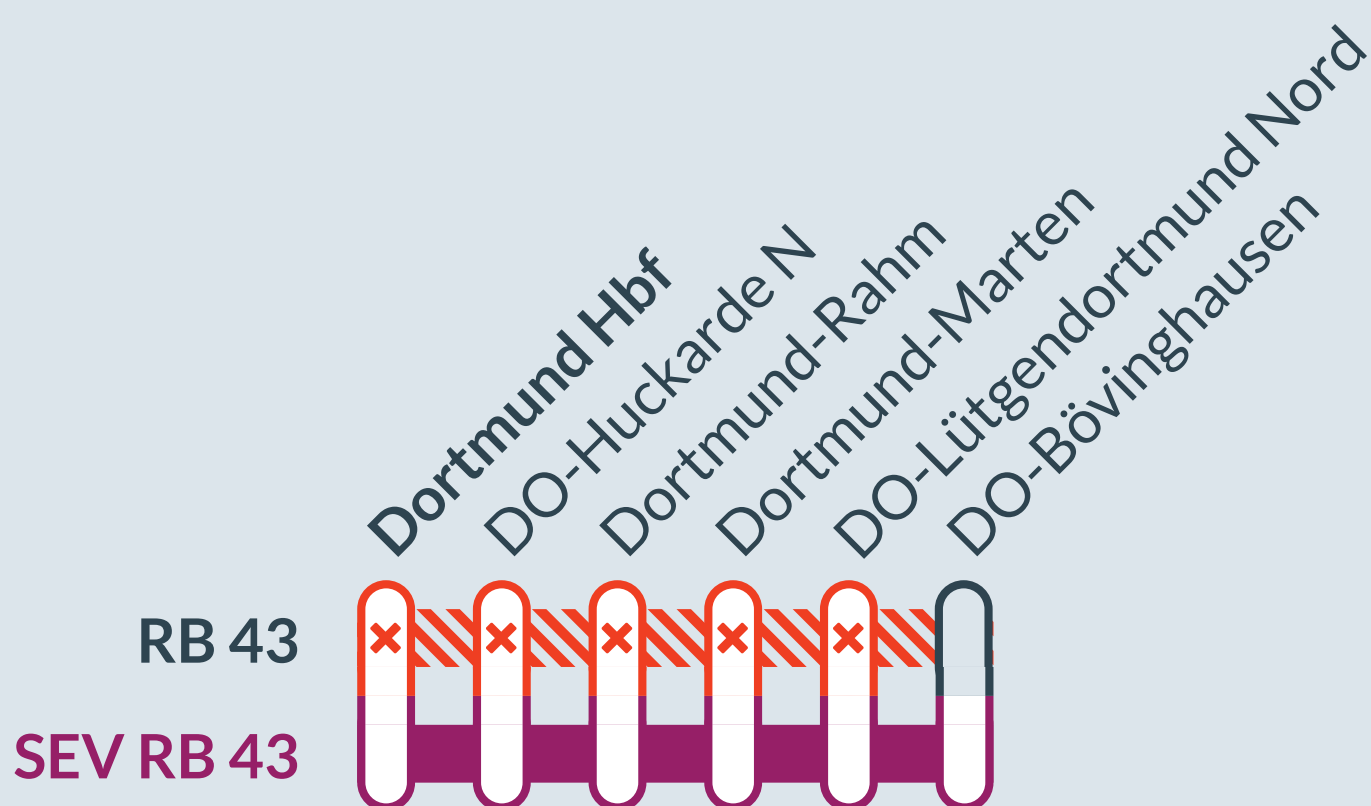 Dortmund Hbf
DO-Huckarde N
Dortmund-Rahm
Dortmund-Marten
DO-Lütgendortmund Nord
DO-Bövinghausen
RB 43
SEV RB 43